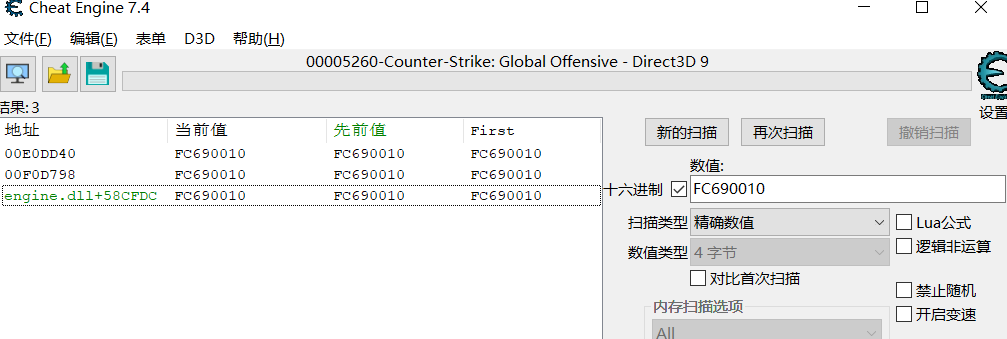 Cheat Engine 7.4
文件(F) 编辑(E) 表单 D3D 帮助(H)
00005260-Counter-Strike: Global Offensive - Direct3D 9
结果: 3
设置
地址 当前值 先前值 First
00E0DD40 FC690010 FC690010 FC690010
00F0D798 FC690010 FC690010 FC690010
engine.dll+58CFDC FC690010 FC690010 FC690010
新的扫描 再次扫描 撤销扫描
数值:
十六进制 FC690010
扫描类型 精确数值 Lua公式
数值类型 4 字节 逻辑非运算
对比首次扫描
禁止随机
内存扫描选项 开启变速
All